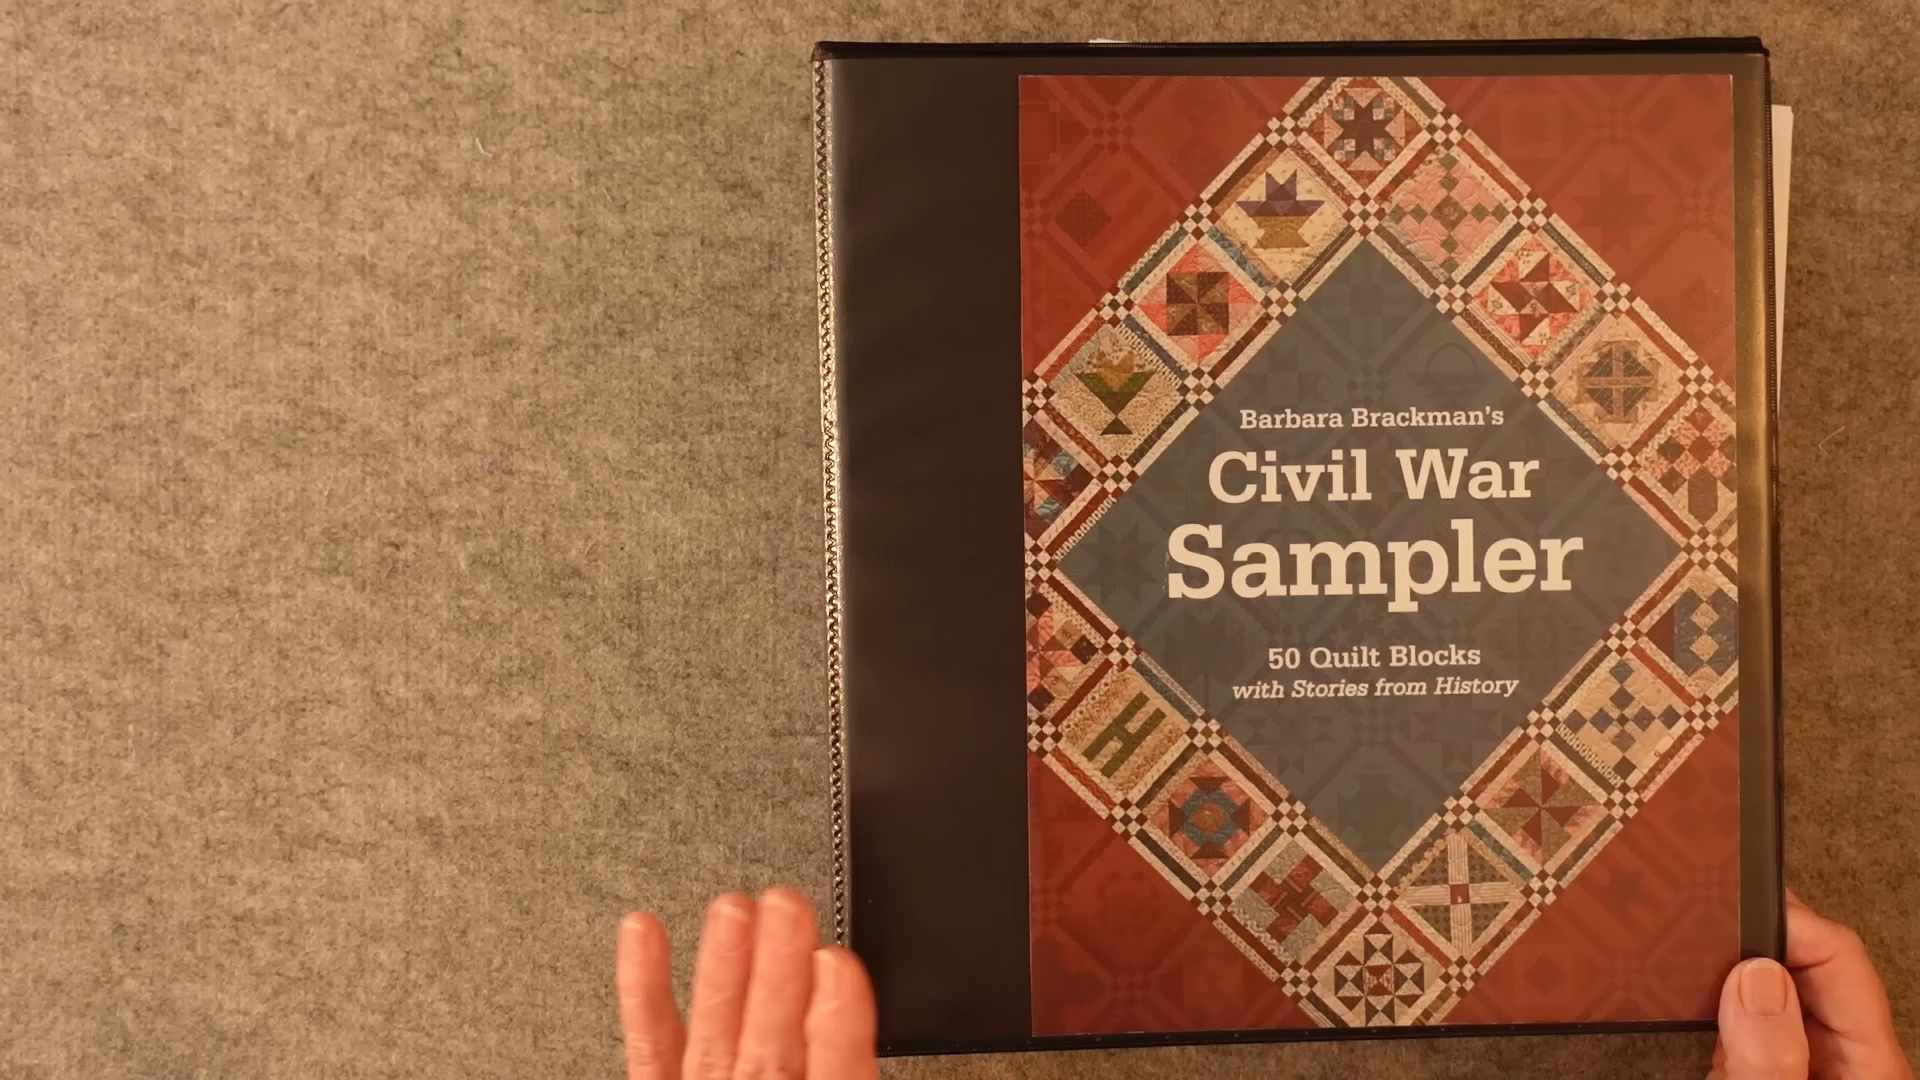 Barbara Brackman's
Civil War
Sampler
50 Quilt Blocks
with Stories from History